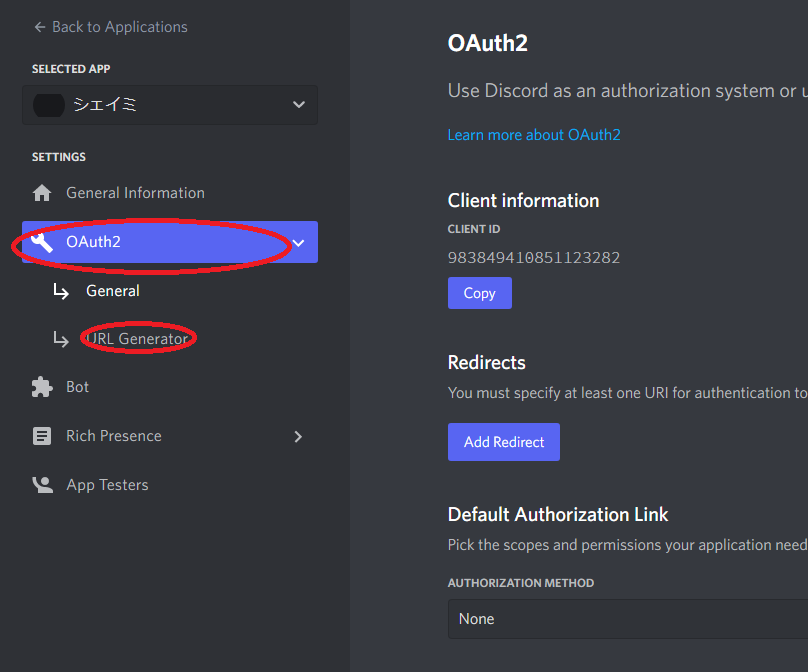 ← Back to Applications
SELECTED APP
シェイミ
SETTINGS
General Information
OAuth2
General
URL Generator
Bot
Rich Presence
App Testers
OAuth2
Use Discord as an authorization system or u
Learn more about OAuth2
Client information
CLIENT ID
983849410851123282
Copy
Redirects
You must specify at least one URI for authentication to
Add Redirect
Default Authorization Link
Pick the scopes and permissions your application need
AUTHORIZATION METHOD
None